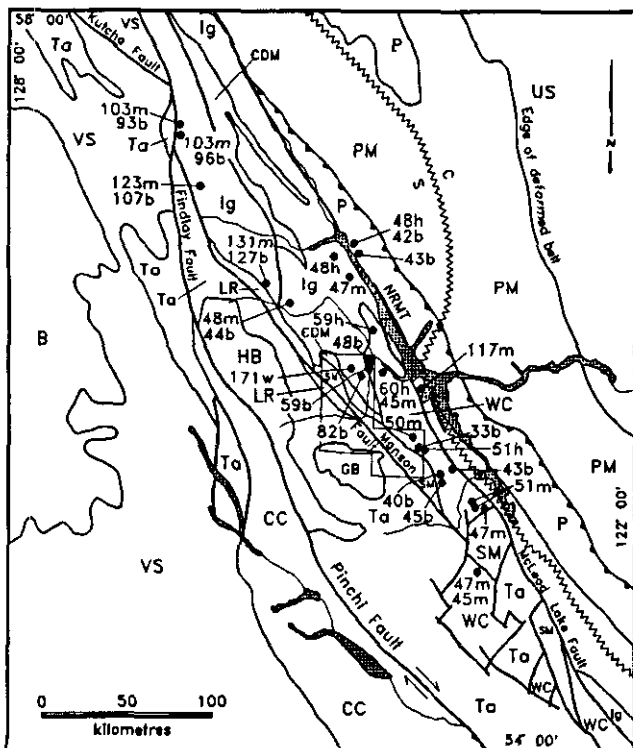 58° 00'
VS
Ig
P
US
Kutcha Fault
Ta
CDM
128° 00'
103m
93b
VS
Ta
103m
96b
PM
C
S
Edge of deformed belt
N
123m
107b
Ig
P
Findlay Fault
48h
42b
131m
127b
48h
43b
Ta
Ig
47m
NRMT
PM
Ta
LR
59h
48m
44b
CDM
48b
117m
B
HB
171w
SM
60h
45m
WC
LR
59b
50m
33b
82b
51h
Manson Fault
43b
PM
GB
SM
51m
Ta
40b
45b
Ta
P
122° 00'
CC
47m
SM
VS
McLeod Lake Fault
47m
45m
Ta
Pinchi Fault
WC
SM
Ta
WC
0 50 100
kilometres
CC
Ta
WC
Ig
54° 00'